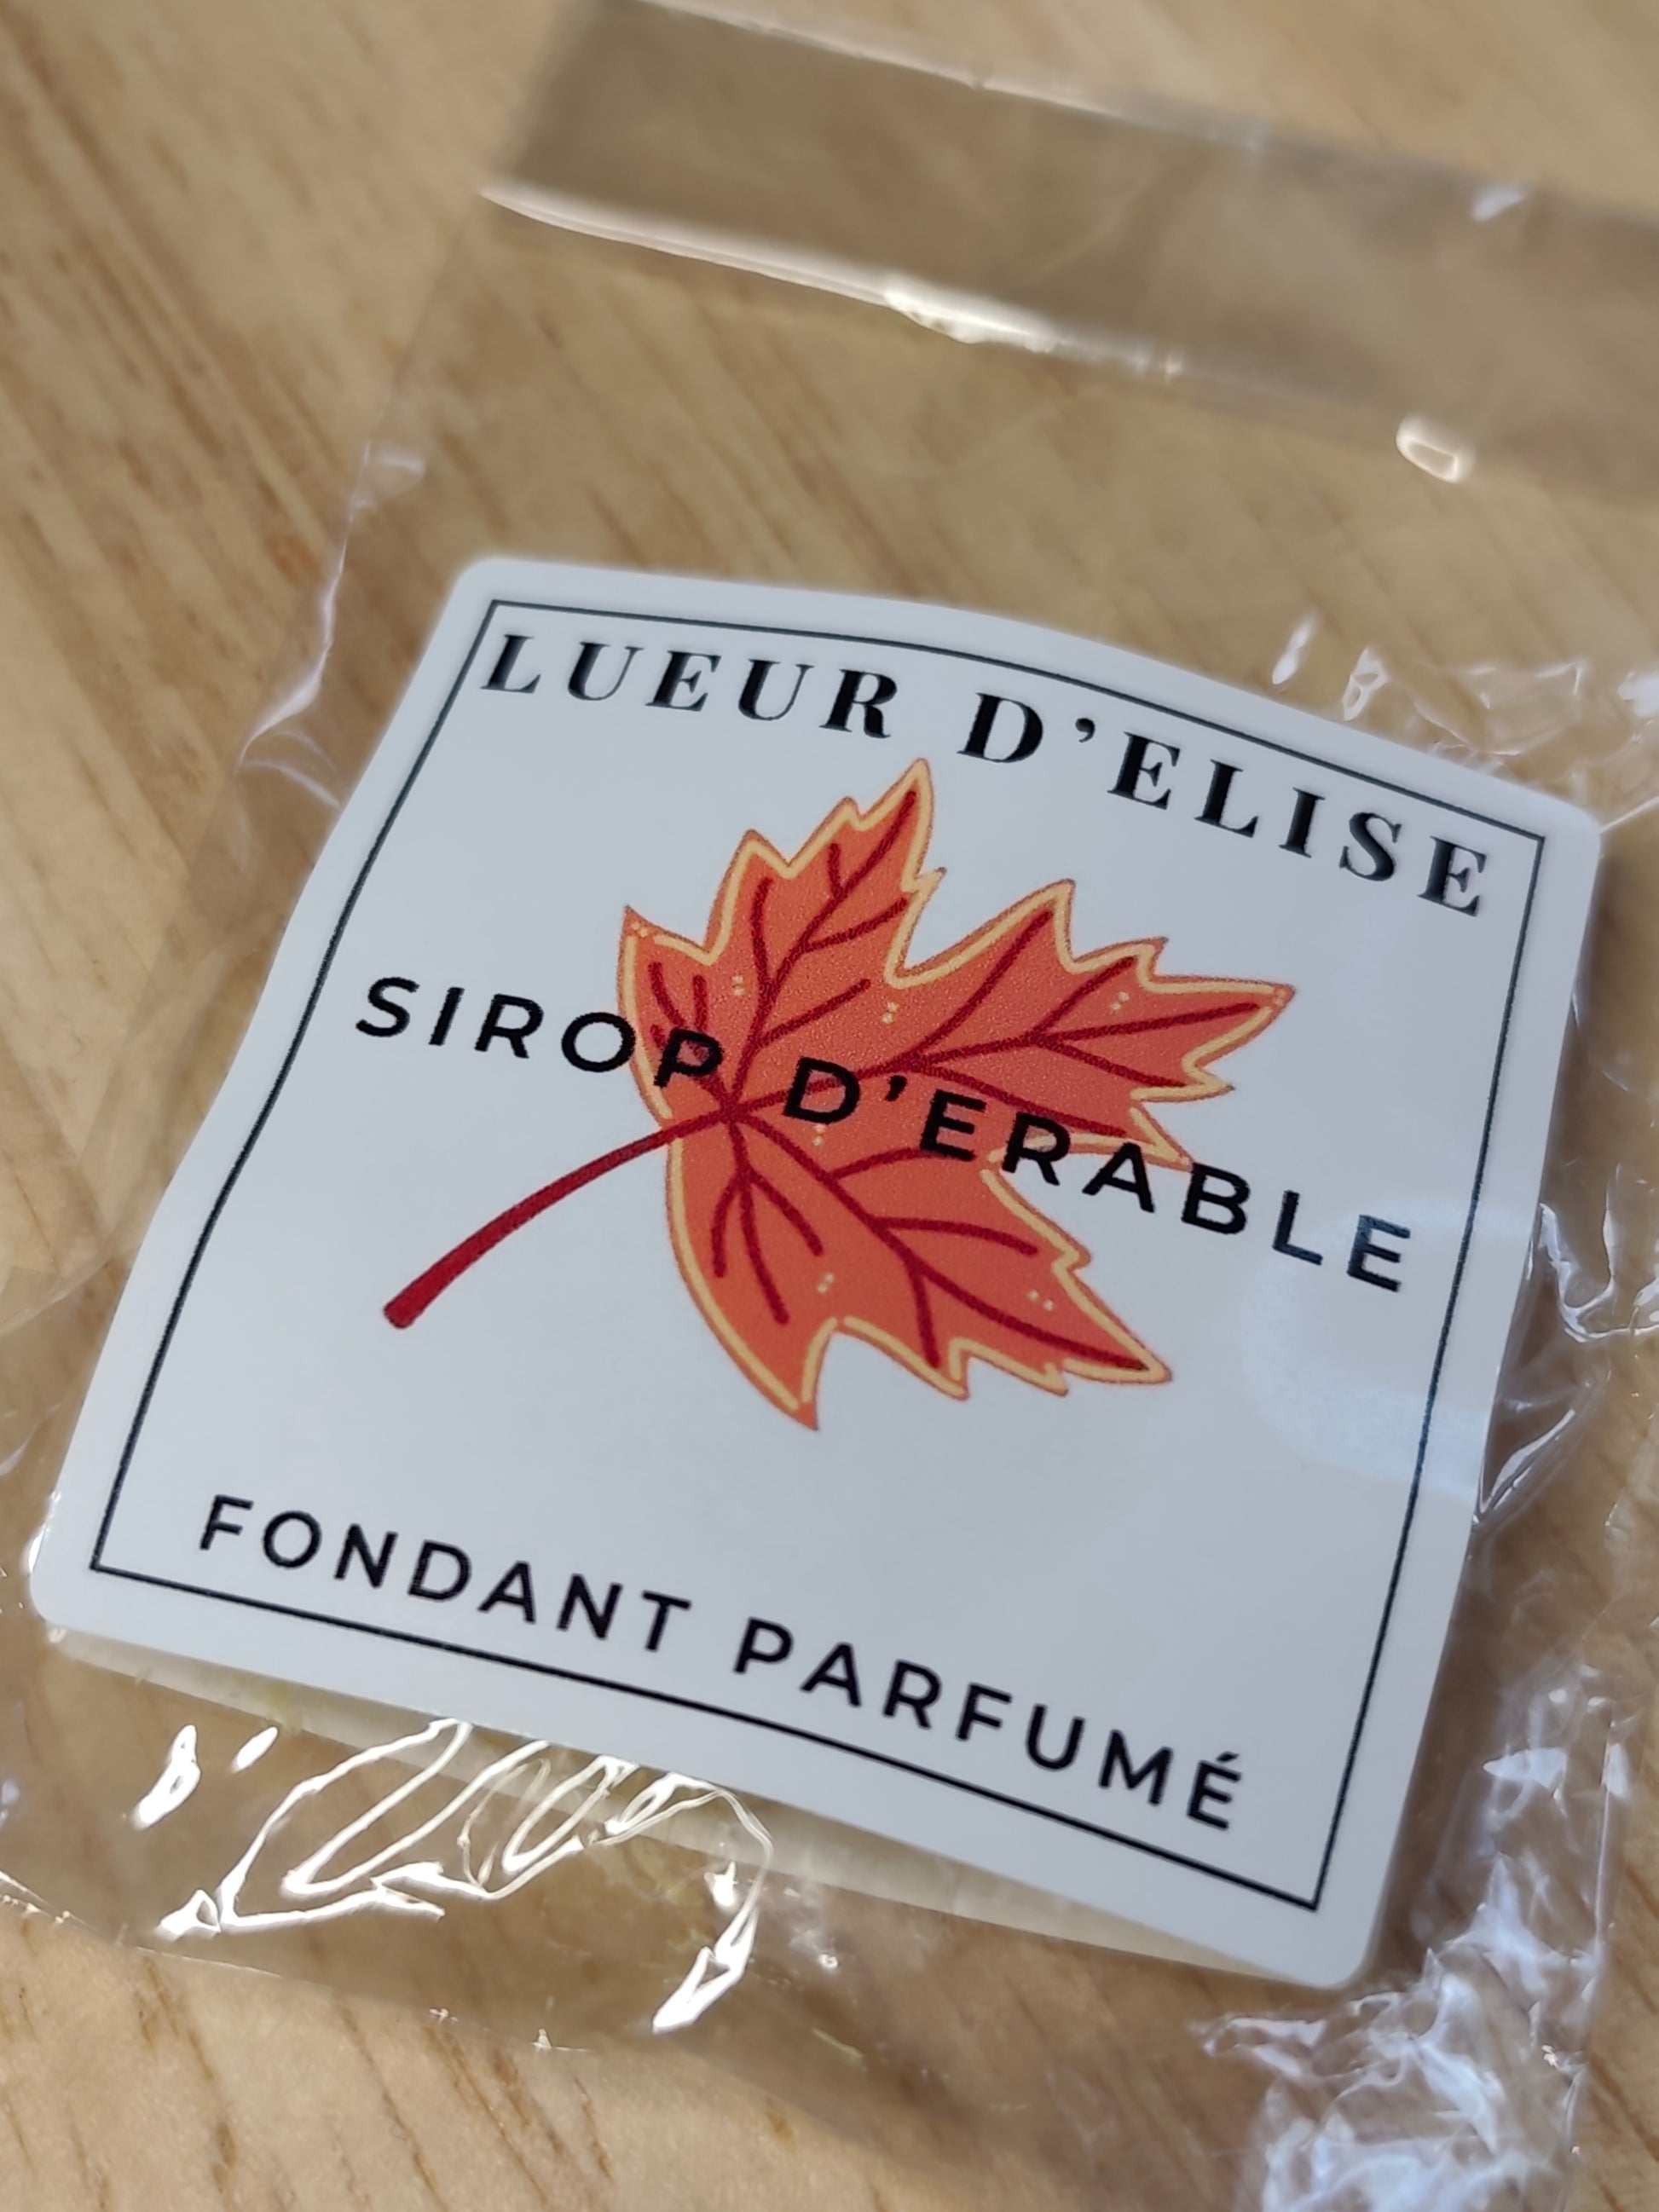 LUEUR D'ELISE
SIROP D'ERABLE
FONDANT PARFUMÉ